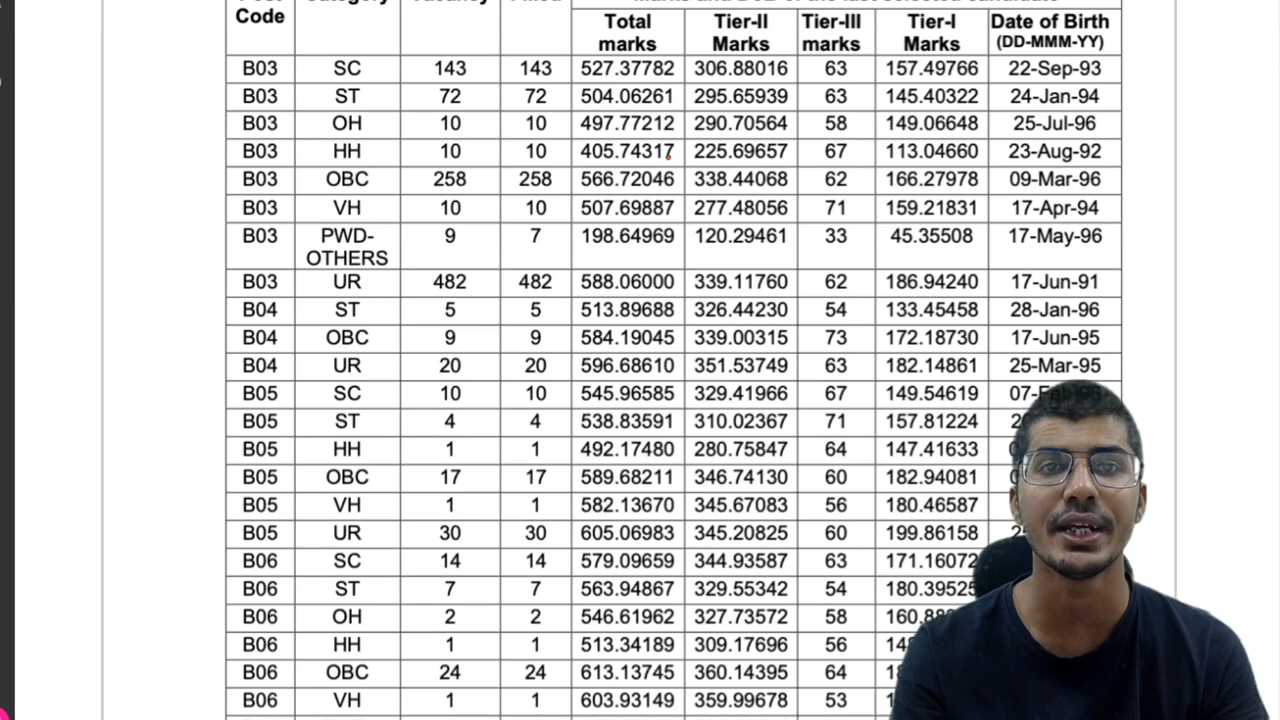 Code
Total marks Tier-II Marks Tier-III marks Tier-I Marks Date of Birth (DD-MMM-YY)
B03 SC 143 143 527.37782 306.88016 63 157.49766 22-Sep-93
B03 ST 72 72 504.06261 295.65939 63 145.40322 24-Jan-94
B03 OH 10 10 497.77212 290.70564 58 149.06648 25-Jul-96
B03 HH 10 10 405.74317 225.69657 67 113.04660 23-Aug-92
B03 OBC 258 258 566.72046 338.44068 62 166.27978 09-Mar-96
B03 VH 10 10 507.69887 277.48056 71 159.21831 17-Apr-94
B03 PWD-OTHERS 9 7 198.64969 120.29461 33 45.35508 17-May-96
B03 UR 482 482 588.06000 339.11760 62 186.94240 17-Jun-91
B04 ST 5 5 513.89688 326.44230 54 133.45458 28-Jan-96
B04 OBC 9 9 584.19045 339.00315 73 172.18730 17-Jun-95
B04 UR 20 20 596.68610 351.53749 63 182.14861 25-Mar-95
B05 SC 10 10 545.96585 329.41966 67 149.54619
B05 ST 4 4 538.83591 310.02367 71 157.81224
B05 HH 1 1 492.17480 280.75847 64 147.41633
B05 OBC 17 17 589.68211 346.74130 60 182.94081
B05 VH 1 1 582.13670 345.67083 56 180.46587
B05 UR 30 30 605.06983 345.20825 60 199.86158
B06 SC 14 14 579.09659 344.93587 63 171.16072
B06 ST 7 7 563.94867 329.55342 54 180.39525
B06 OH 2 2 546.61962 327.73572 58
B06 HH 1 1 513.34189 309.17696 56
B06 OBC 24 24 613.13745 360.14395 64
B06 VH 1 1 603.93149 359.99678 53